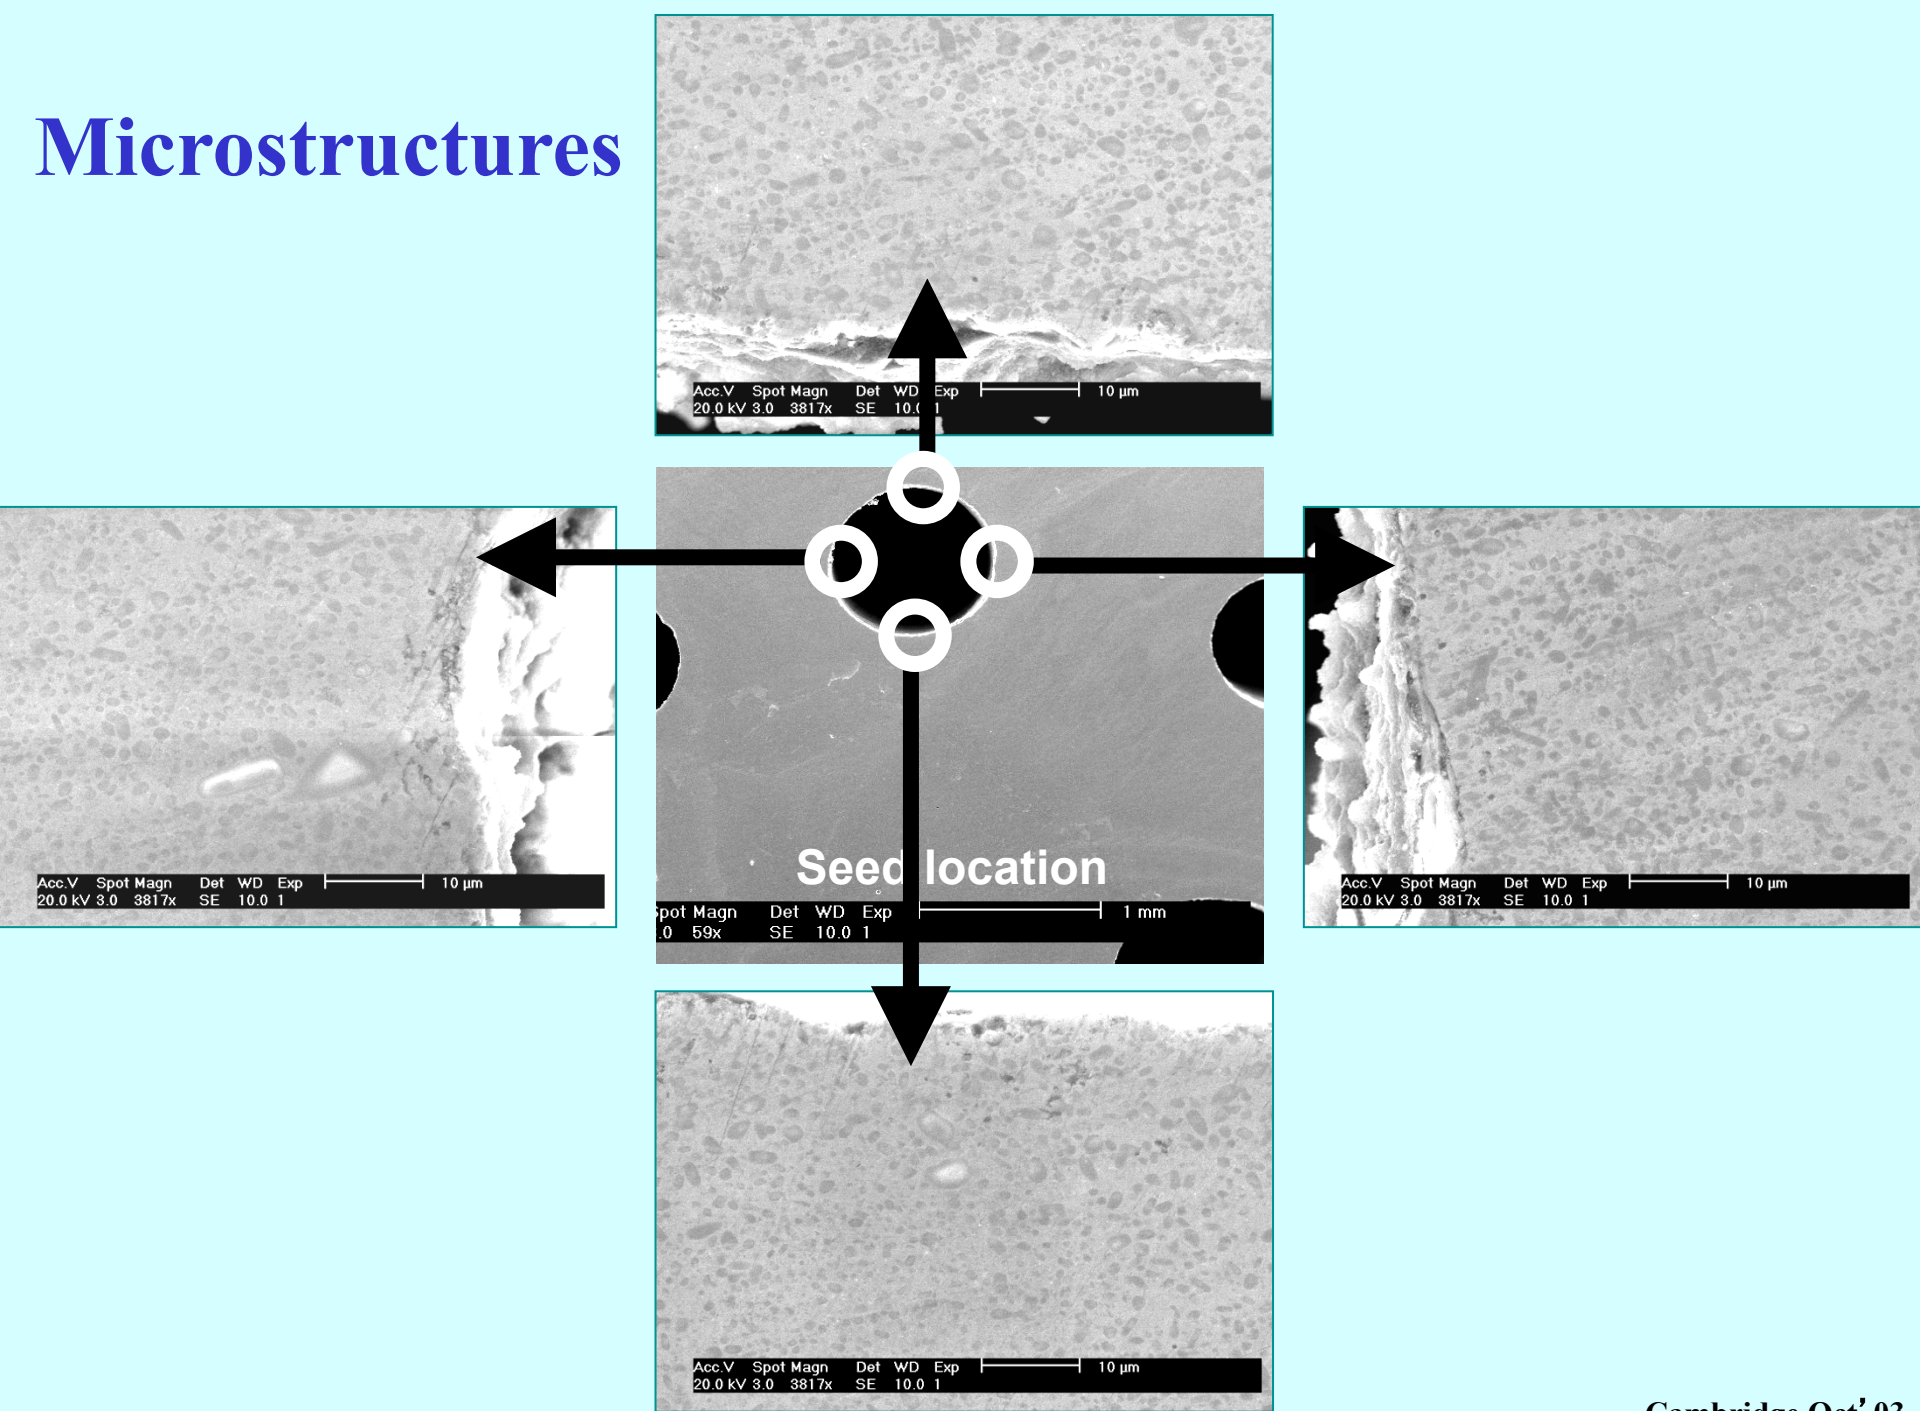 Microstructures
Acc.V Spot Magn Det WD Exp 10 µm
20.0 kV 3.0 3817x SE 10.0 1
Acc.V Spot Magn Det WD Exp 10 µm
20.0 kV 3.0 3817x SE 10.0 1
Seed location
Spot Magn Det WD Exp 1 mm
.0 59x SE 10.0 1
Acc.V Spot Magn Det WD Exp 10 µm
20.0 kV 3.0 3817x SE 10.0 1
Acc.V Spot Magn Det WD Exp 10 µm
20.0 kV 3.0 3817x SE 10.0 1
Cambridge Oct’ 03